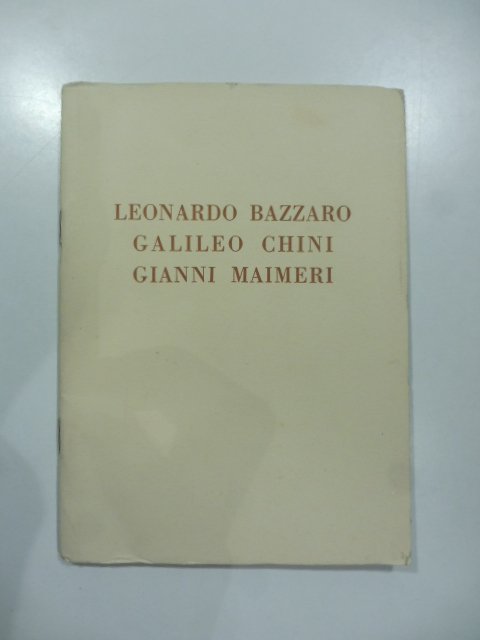 LEONARDO BAZZARO
GALILEO CHINI
GIANNI MAIMERI